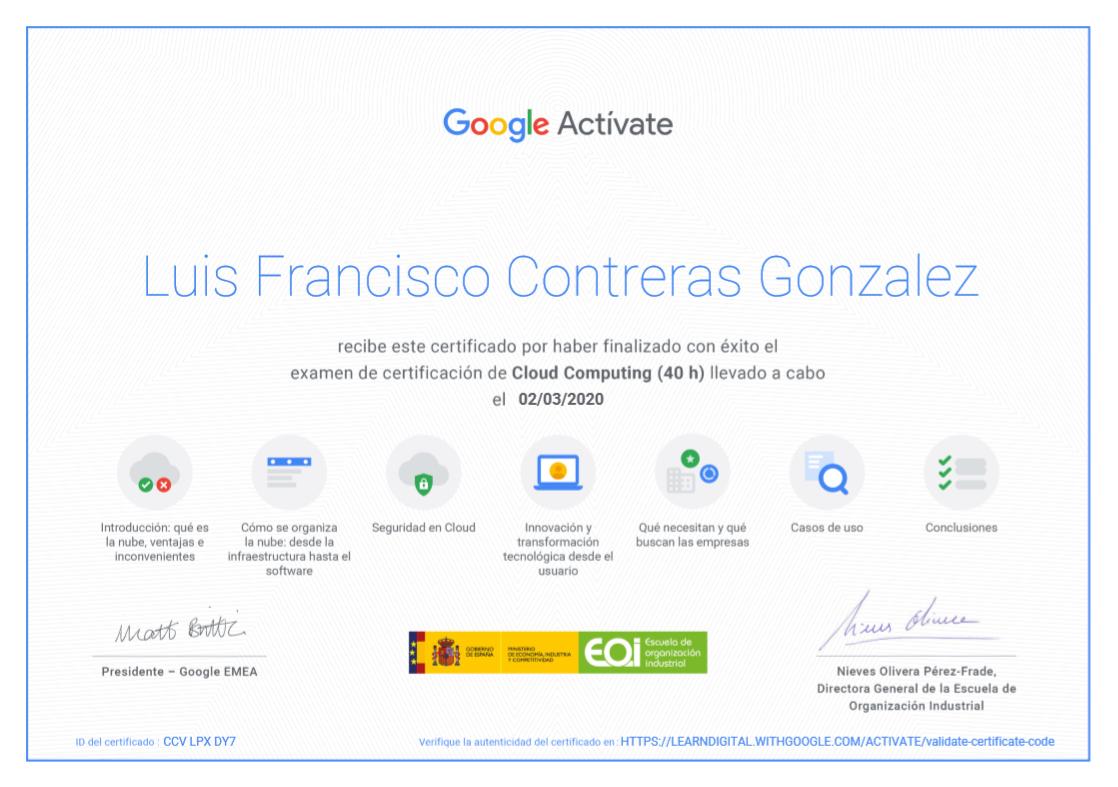 Google Actívate
Luis Francisco Contreras Gonzalez
recibe este certificado por haber finalizado con éxito el
examen de certificación de Cloud Computing (40 h) llevado a cabo
el 02/03/2020
Introducción: qué es
la nube, ventajas e
inconvenientes
Cómo se organiza
la nube: desde la
infraestructura hasta el
software
Seguridad en Cloud
Innovación y
transformación
tecnológica desde el
usuario
Qué necesitan y qué
buscan las empresas
Casos de uso
Conclusiones
Matt Brittin
Presidente – Google EMEA
GOBIERNO
DE ESPAÑA
MINISTERIO
DE ECONOMÍA, INDUSTRIA
Y COMPETITIVIDAD
EOi
Escuela de
organización
industrial
Nieves Olivera
Nieves Olivera Pérez-Frade,
Directora General de la Escuela de
Organización Industrial
ID del certificado : CCV LPX DY7
Verifique la autenticidad del certificado en : HTTPS://LEARNDIGITAL.WITHGOOGLE.COM/ACTIVATE/validate-certificate-code